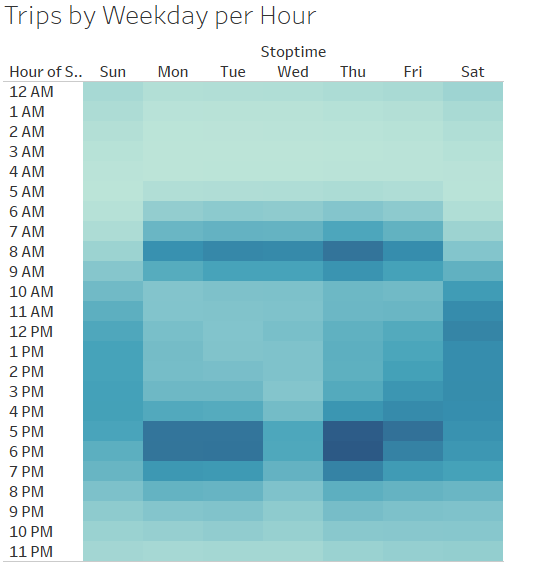 Trips by Weekday per Hour
Stoptime
Hour of S.. Sun Mon Tue Wed Thu Fri Sat
12 AM
1 AM
2 AM
3 AM
4 AM
5 AM
6 AM
7 AM
8 AM
9 AM
10 AM
11 AM
12 PM
1 PM
2 PM
3 PM
4 PM
5 PM
6 PM
7 PM
8 PM
9 PM
10 PM
11 PM